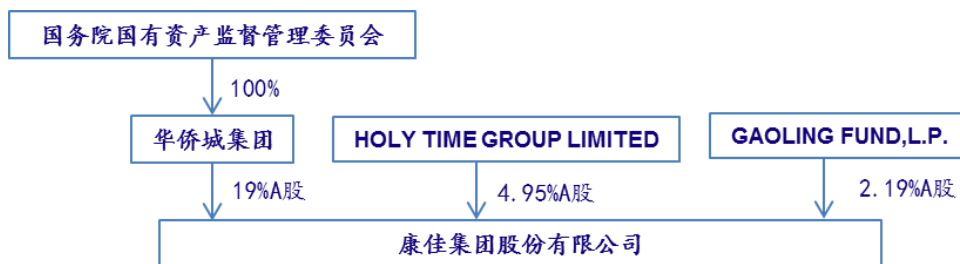 国务院国有资产监督管理委员会
100%
华侨城集团
HOLY TIME GROUP LIMITED
GAOLING FUND,L.P.
19%A股
4.95%A股
2.19%A股
康佳集团股份有限公司